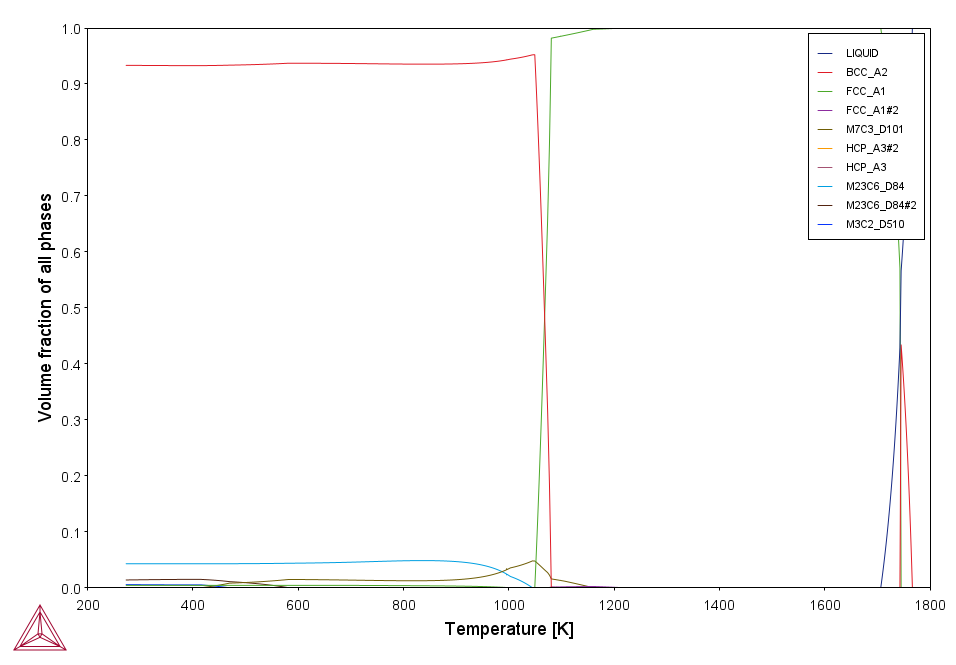 1.0
0.9
0.8
0.7
0.6
0.5
0.4
0.3
0.2
0.1
0.0
Volume fraction of all phases
200 400 600 800 1000 1200 1400 1600 1800
Temperature [K]
LIQUID
BCC_A2
FCC_A1
FCC_A1#2
M7C3_D101
HCP_A3#2
HCP_A3
M23C6_D84
M23C6_D84#2
M3C2_D510